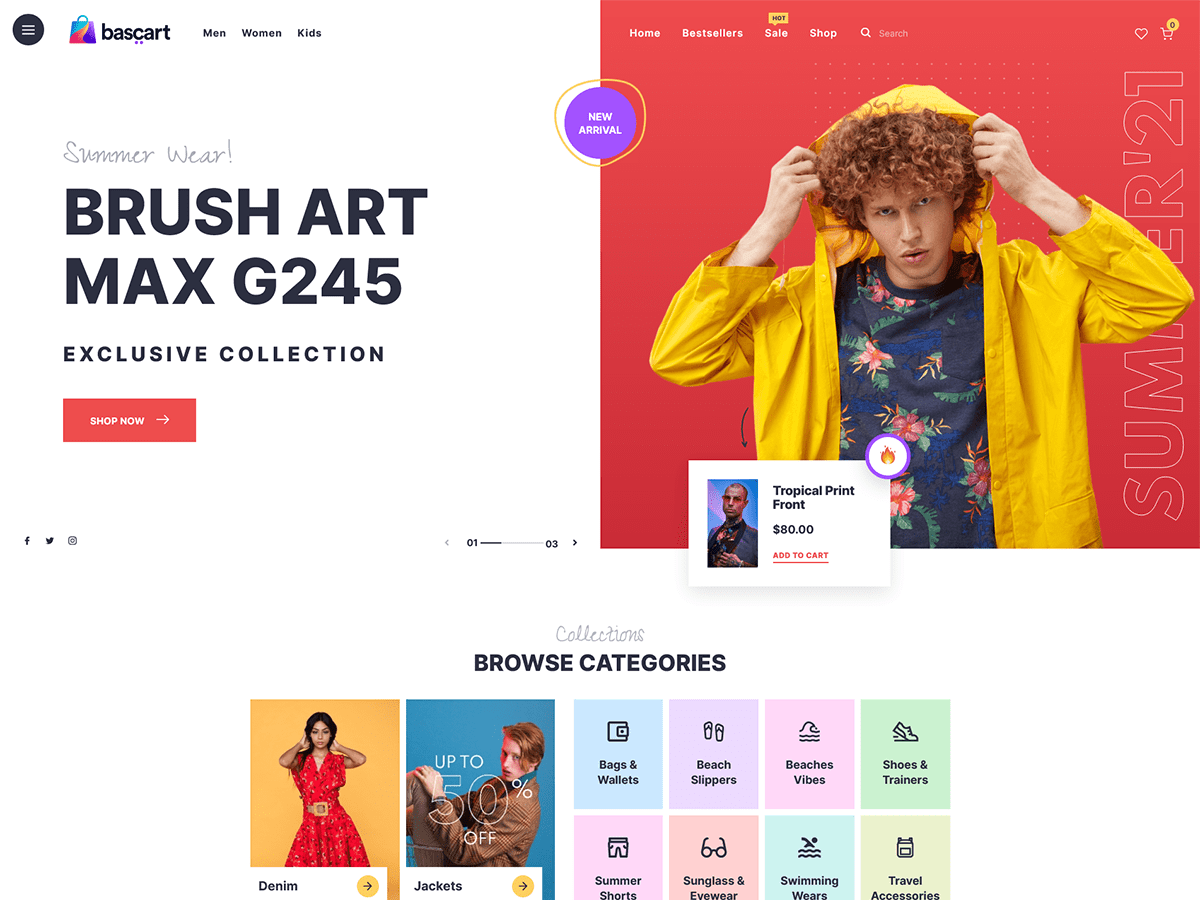 bascart
Men Women Kids
HOT
Home Bestsellers Sale Shop Search
0
NEW
ARRIVAL
SUMMER'21
Summer Wear!
BRUSH ART
MAX G245
EXCLUSIVE COLLECTION
SHOP NOW
01 03
Tropical Print
Front
$80.00
ADD TO CART
Collections
BROWSE CATEGORIES
UP TO
50%
OFF
Denim
Jackets
Bags &
Wallets
Beach
Slippers
Beaches
Vibes
Shoes &
Trainers
Summer
Shorts
Sunglass &
Eyewear
Swimming
Wears
Travel
Accessories